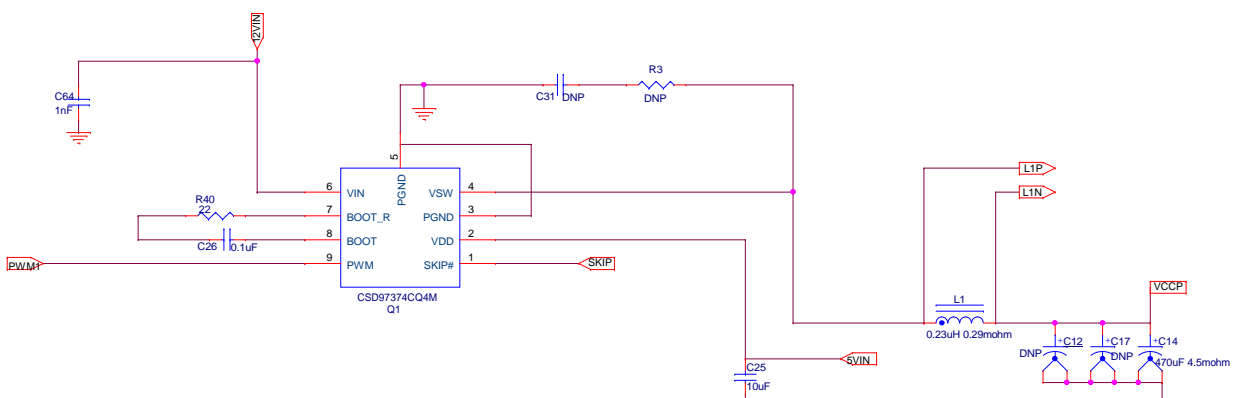 12VIN
C64
1nF
R3
C31
DNP
DNP
5
PGND
6
VIN
VSW
4
R40
22
7
BOOT_R
PGND
3
C26
0.1uF
8
BOOT
VDD
2
PWM1
9
PWM
SKIP#
1
SKIP
CSD97374CQ4M
Q1
L1P
L1N
VCCP
L1
0.23uH 0.29mohm
+C12
DNP
+C17
DNP
+C14
470uF 4.5mohm
5VIN
C25
10uF